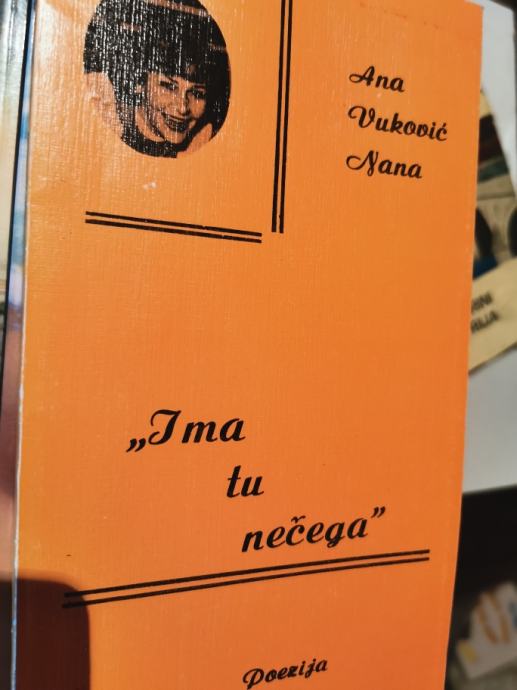 Ana
Vuković
Nana
„Ima
tu
nečega”
Poezija